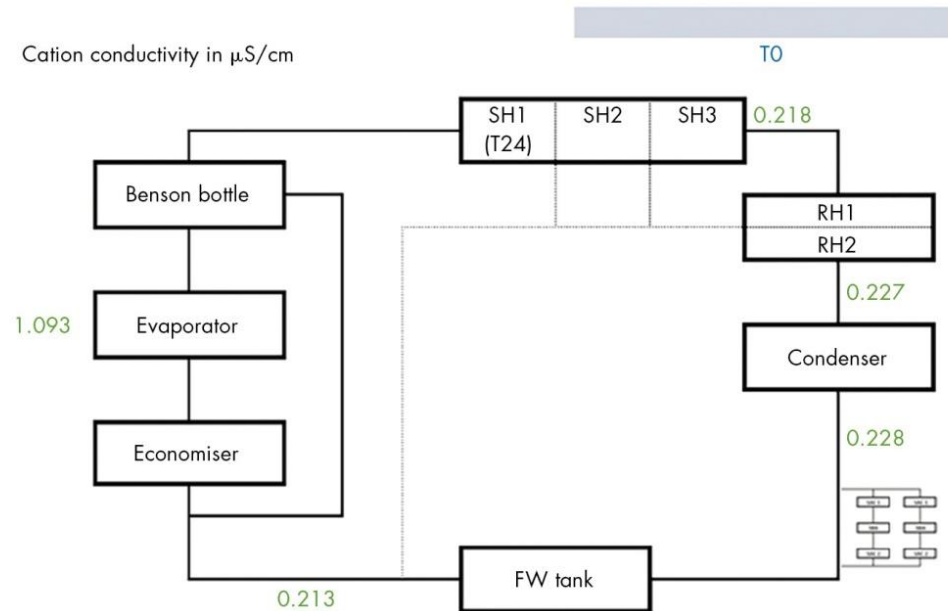 Cation conductivity in μS/cm
T0
SH1
(T24)
SH2
SH3
0.218
Benson bottle
RH1
RH2
0.227
1.093
Evaporator
Condenser
Economiser
0.228
FW tank
0.213